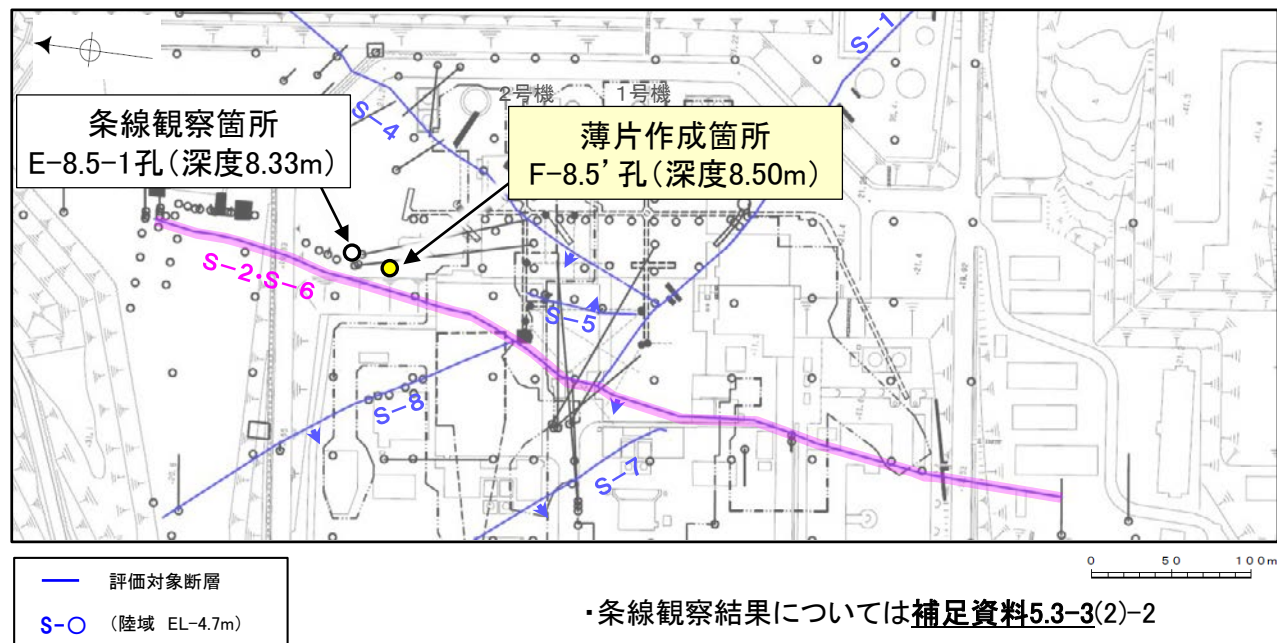 S-1
2号機
1号機
S-4
条線観察箇所
E-8.5-1孔(深度8.33m)
薄片作成箇所
F-8.5’孔(深度8.50m)
S-2・S-6
S-5
S-8
S-7
評価対象断層
S-○ (陸域 EL-4.7m)
0 50 100m
・条線観察結果については補足資料5.3-3(2)-2